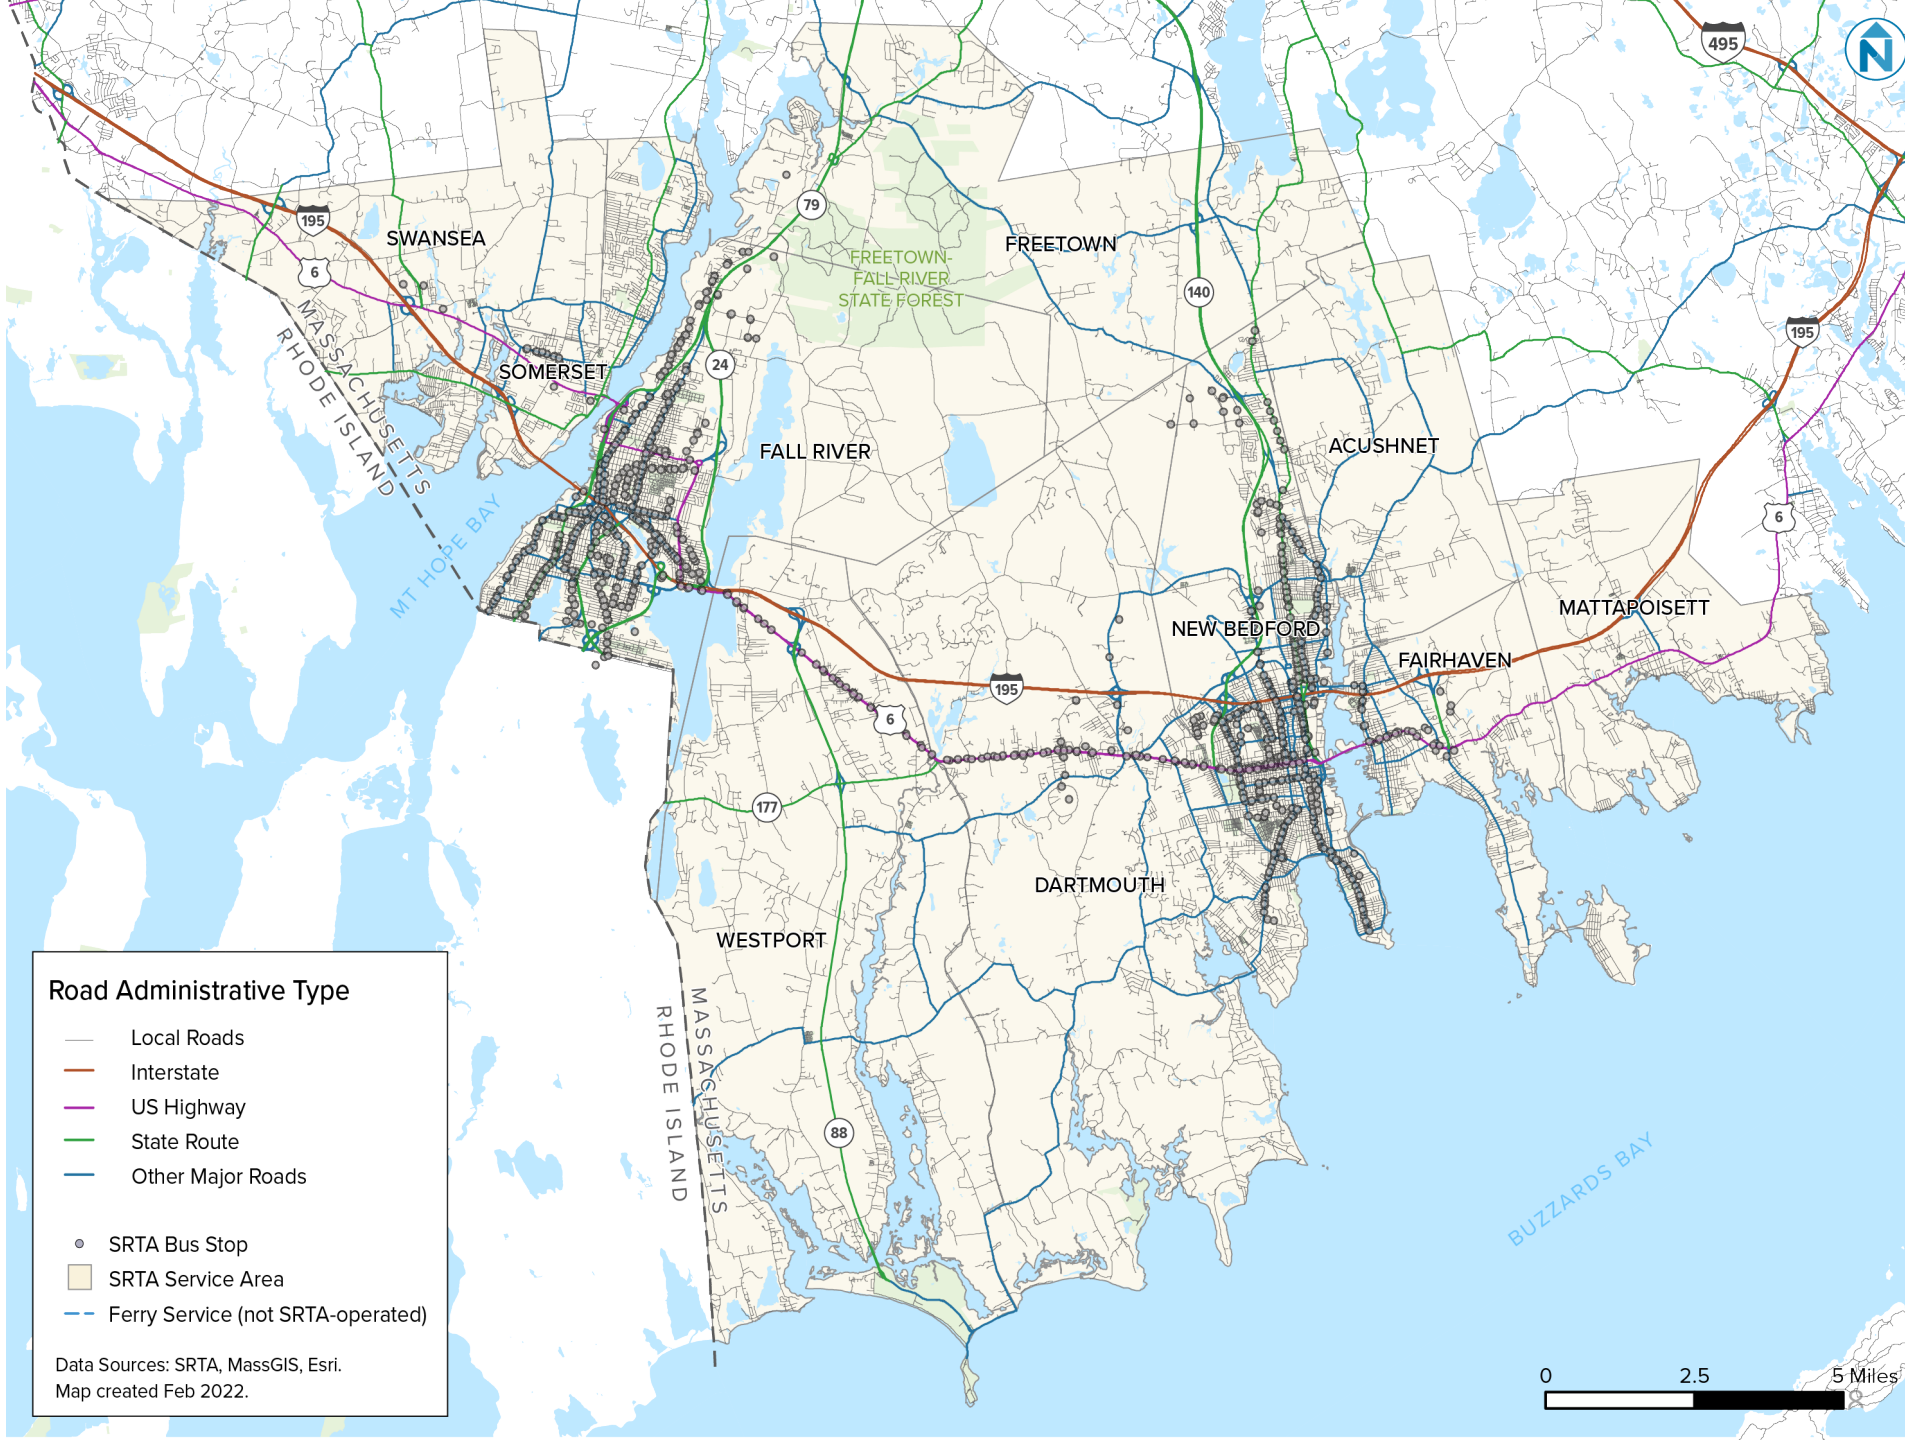 495
N
79
195
SWANSEA
FREETOWN
FREETOWN-
FALL RIVER
STATE FOREST
6
140
MASSACHUSETTS
RHODE ISLAND
195
24
SOMERSET
FALL RIVER
ACUSHNET
6
MT HOPE BAY
MATTAPOISETT
NEW BEDFORD
FAIRHAVEN
195
6
177
DARTMOUTH
WESTPORT
MASSACHUSETTS
RHODE ISLAND
88
BUZZARDS BAY
Road Administrative Type
Local Roads
Interstate
US Highway
State Route
Other Major Roads
SRTA Bus Stop
SRTA Service Area
Ferry Service (not SRTA-operated)
Data Sources: SRTA, MassGIS, Esri.
Map created Feb 2022.
0 2.5 5 Miles